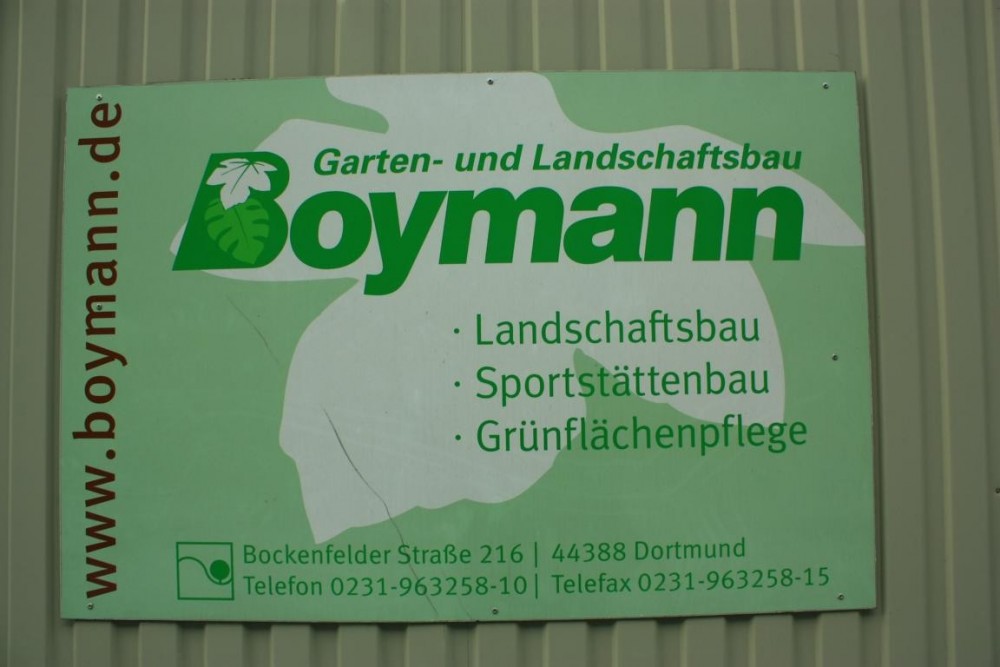 www.boymann.de
Garten- und Landschaftsbau
Boymann
· Landschaftsbau
· Sportstättenbau
· Grünflächenpflege
Bockenfelder Straße 216 | 44388 Dortmund
Telefon 0231-963258-10 | Telefax 0231-963258-15